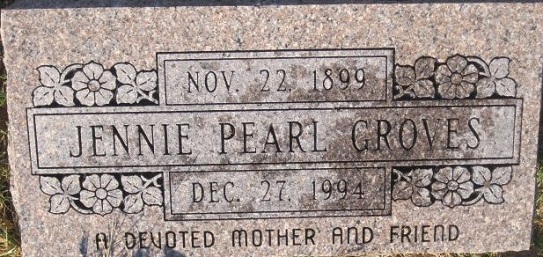 NOV. 22. 1899
JENNIE PEARL GROVES
DEC. 27. 1994
A DEVOTED MOTHER AND FRIEND